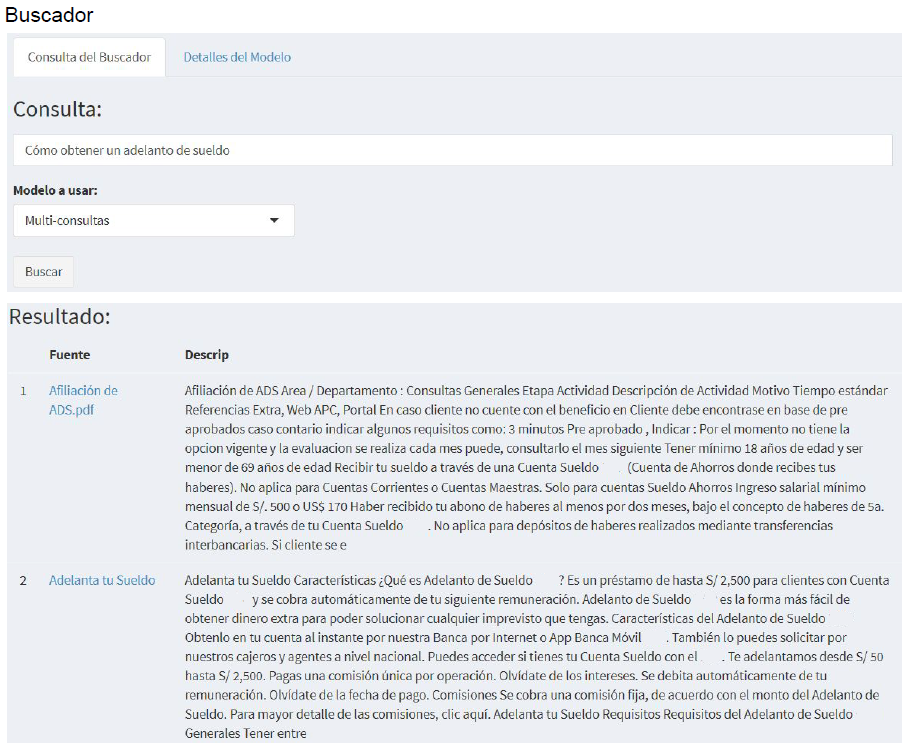 Buscador
Consulta del Buscador
Detalles del Modelo
Consulta:
Cómo obtener un adelanto de sueldo
Modelo a usar:
Multi-consultas
Buscar
Resultado:
Fuente Descrip
1 Afiliación de ADS.pdf
Afiliación de ADS Area / Departamento : Consultas Generales Etapa Actividad Descripción de Actividad Motivo Tiempo estándar
Referencias Extra, Web APC, Portal En caso cliente no cuente con el beneficio en Cliente debe encontrase en base de pre
aprobados caso contario indicar algunos requisitos como: 3 minutos Pre aprobado , Indicar : Por el momento no tiene la
opcion vigente y la evaluacion se realiza cada mes puede, consultarlo el mes siguiente Tener mínimo 18 años de edad y ser
menor de 69 años de edad Recibir tu sueldo a través de una Cuenta Sueldo . (Cuenta de Ahorros donde recibes tus
haberes). No aplica para Cuentas Corrientes o Cuentas Maestras. Solo para cuentas Sueldo Ahorros Ingreso salarial mínimo
mensual de S/. 500 o US$ 170 Haber recibido tu abono de haberes al menos por dos meses, bajo el concepto de haberes de 5a.
Categoría, a través de tu Cuenta Sueldo . No aplica para depósitos de haberes realizados mediante transferencias
interbancarias. Si cliente se e
2 Adelanta tu Sueldo
Adelanta tu Sueldo Características ¿Qué es Adelanto de Sueldo ? Es un préstamo de hasta S/ 2,500 para clientes con Cuenta
Sueldo y se cobra automáticamente de tu siguiente remuneración. Adelanto de Sueldo es la forma más fácil de
obtener dinero extra para poder solucionar cualquier imprevisto que tengas. Características del Adelanto de Sueldo
Obtenlo en tu cuenta al instante por nuestra Banca por Internet o App Banca Móvil . También lo puedes solicitar por
nuestros cajeros y agentes a nivel nacional. Puedes acceder si tienes tu Cuenta Sueldo con el . Te adelantamos desde S/ 50
hasta S/ 2,500. Pagas una comisión única por operación. Olvídate de los intereses. Se debita automáticamente de tu
remuneración. Olvídate de la fecha de pago. Comisiones Se cobra una comisión fija, de acuerdo con el monto del Adelanto de
Sueldo. Para mayor detalle de las comisiones, clic aquí. Adelanta tu Sueldo Requisitos Requisitos del Adelanto de Sueldo
Generales Tener entre